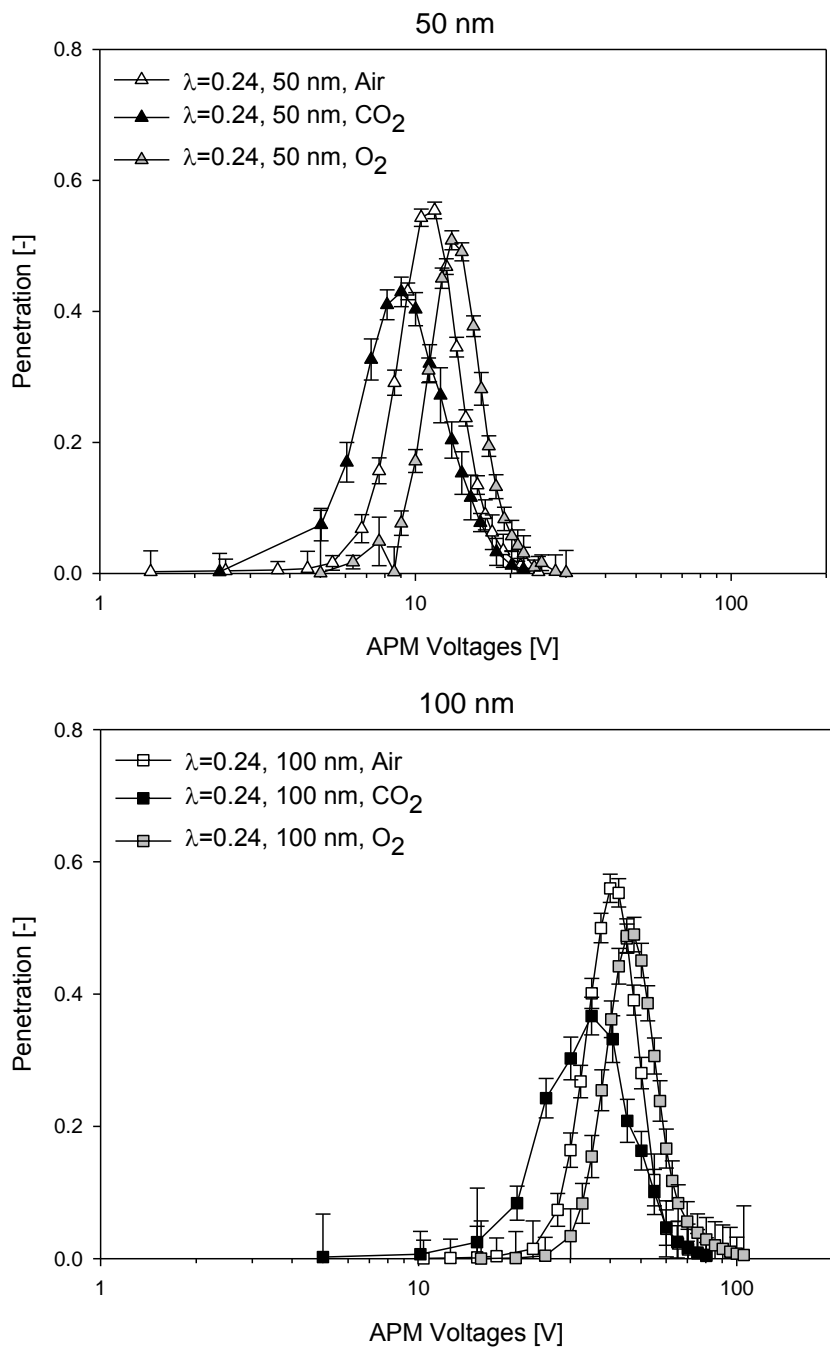 50 nm
0.8
λ=0.24, 50 nm, Air
λ=0.24, 50 nm, CO2
λ=0.24, 50 nm, O2
0.6
Penetration [-]
0.4
0.2
0.0
1 10 100
APM Voltages [V]
100 nm
0.8
λ=0.24, 100 nm, Air
λ=0.24, 100 nm, CO2
λ=0.24, 100 nm, O2
0.6
Penetration [-]
0.4
0.2
0.0
1 10 100
APM Voltages [V]